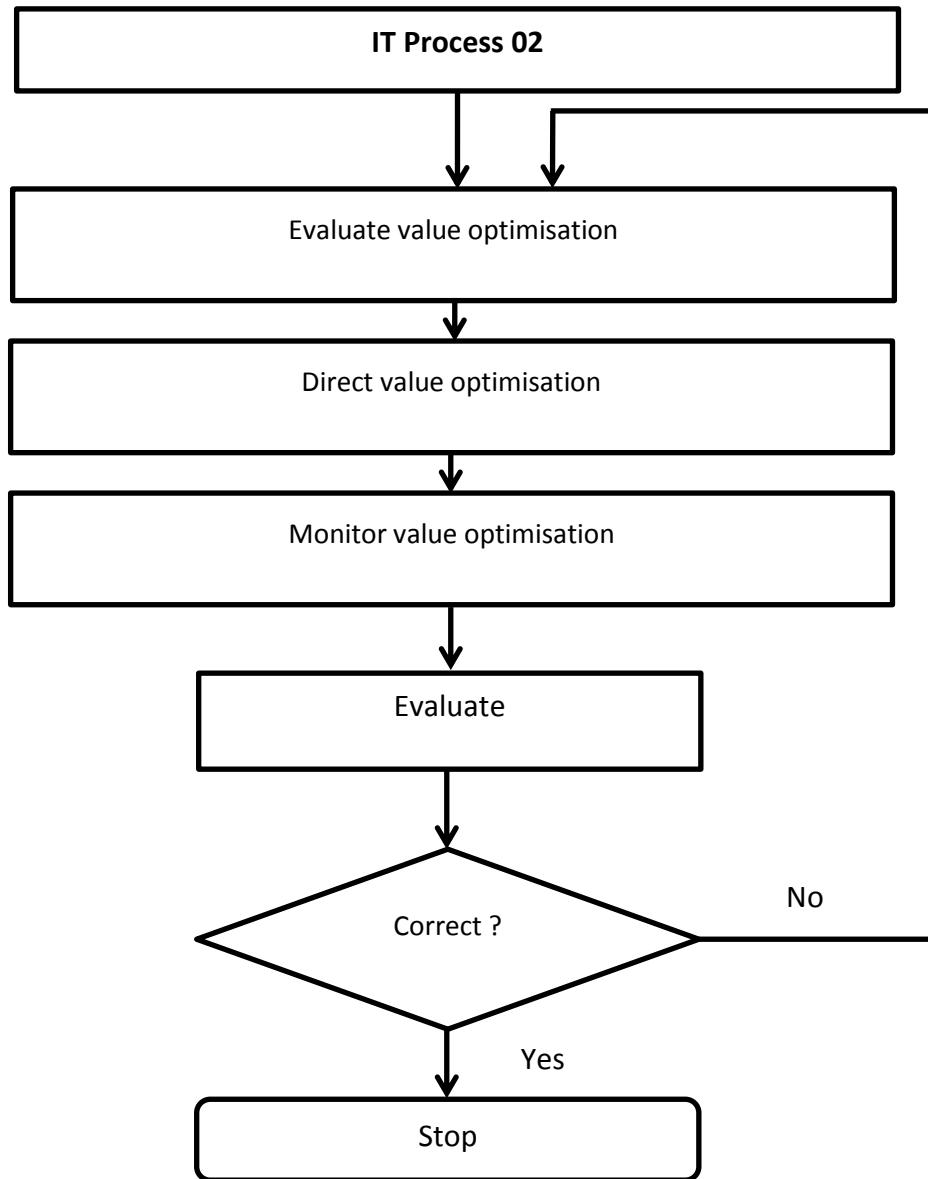 IT Process 02
Evaluate value optimisation
Direct value optimisation
Monitor value optimisation
Evaluate
Correct ?
No
Yes
Stop